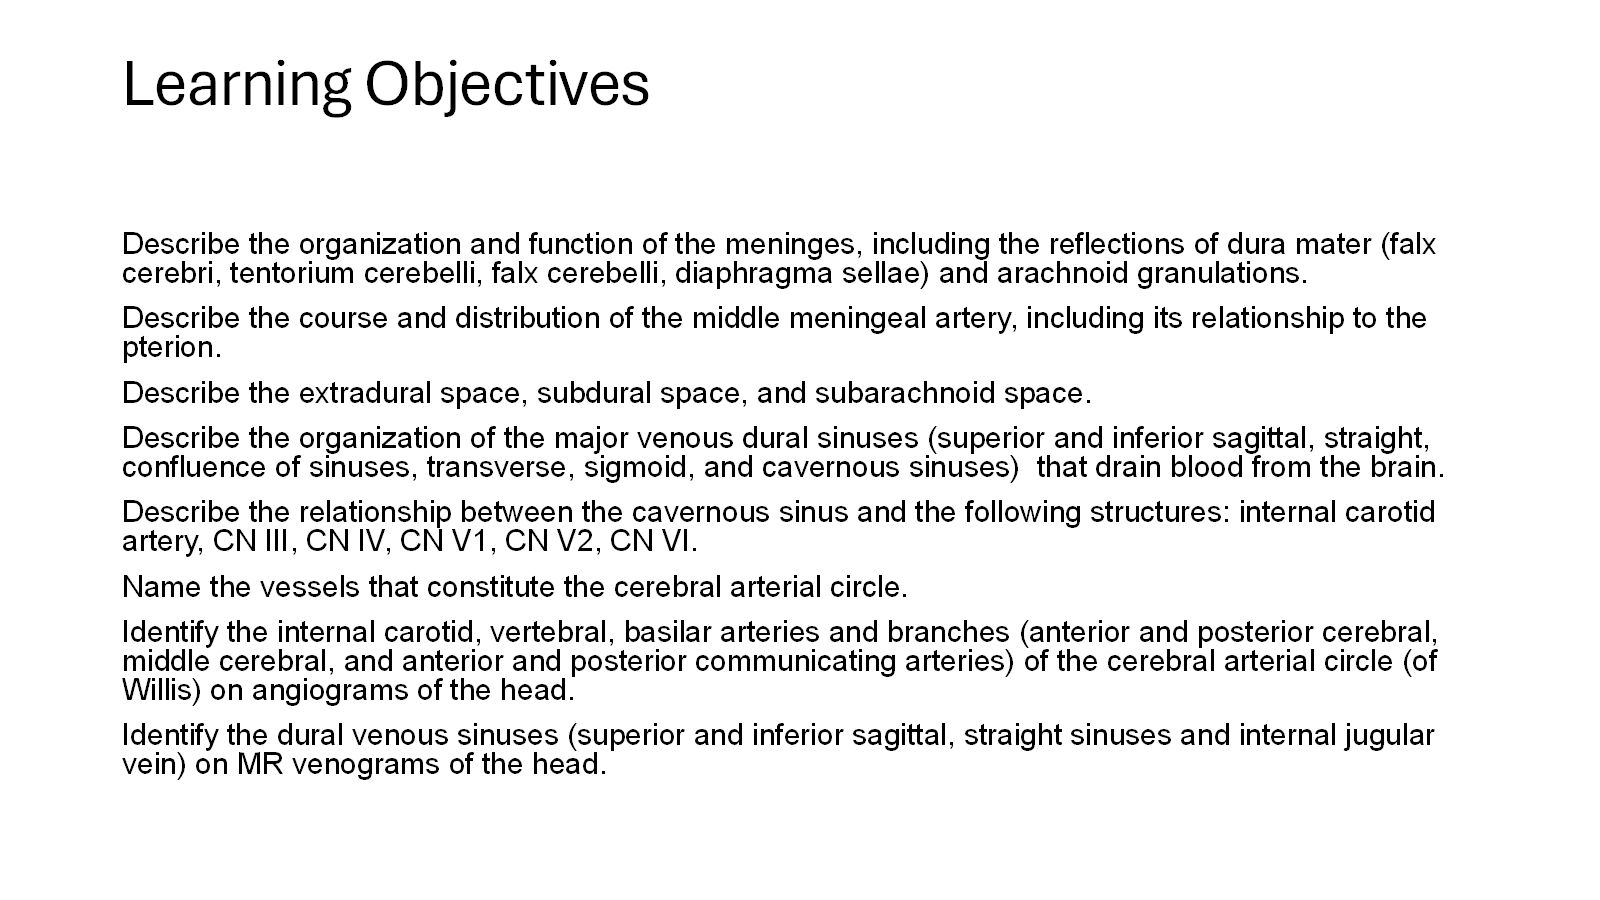 Learning Objectives
Describe the organization and function of the meninges, including the reflections of dura mater (falx
cerebri, tentorium cerebelli, falx cerebelli, diaphragma sellae) and arachnoid granulations.
Describe the course and distribution of the middle meningeal artery, including its relationship to the
pterion.
Describe the extradural space, subdural space, and subarachnoid space.
Describe the organization of the major venous dural sinuses (superior and inferior sagittal, straight,
confluence of sinuses, transverse, sigmoid, and cavernous sinuses)  that drain blood from the brain.
Describe the relationship between the cavernous sinus and the following structures: internal carotid
artery, CN III, CN IV, CN V1, CN V2, CN VI.
Name the vessels that constitute the cerebral arterial circle.
Identify the internal carotid, vertebral, basilar arteries and branches (anterior and posterior cerebral,
middle cerebral, and anterior and posterior communicating arteries) of the cerebral arterial circle (of
Willis) on angiograms of the head.
Identify the dural venous sinuses (superior and inferior sagittal, straight sinuses and internal jugular
vein) on MR venograms of the head.